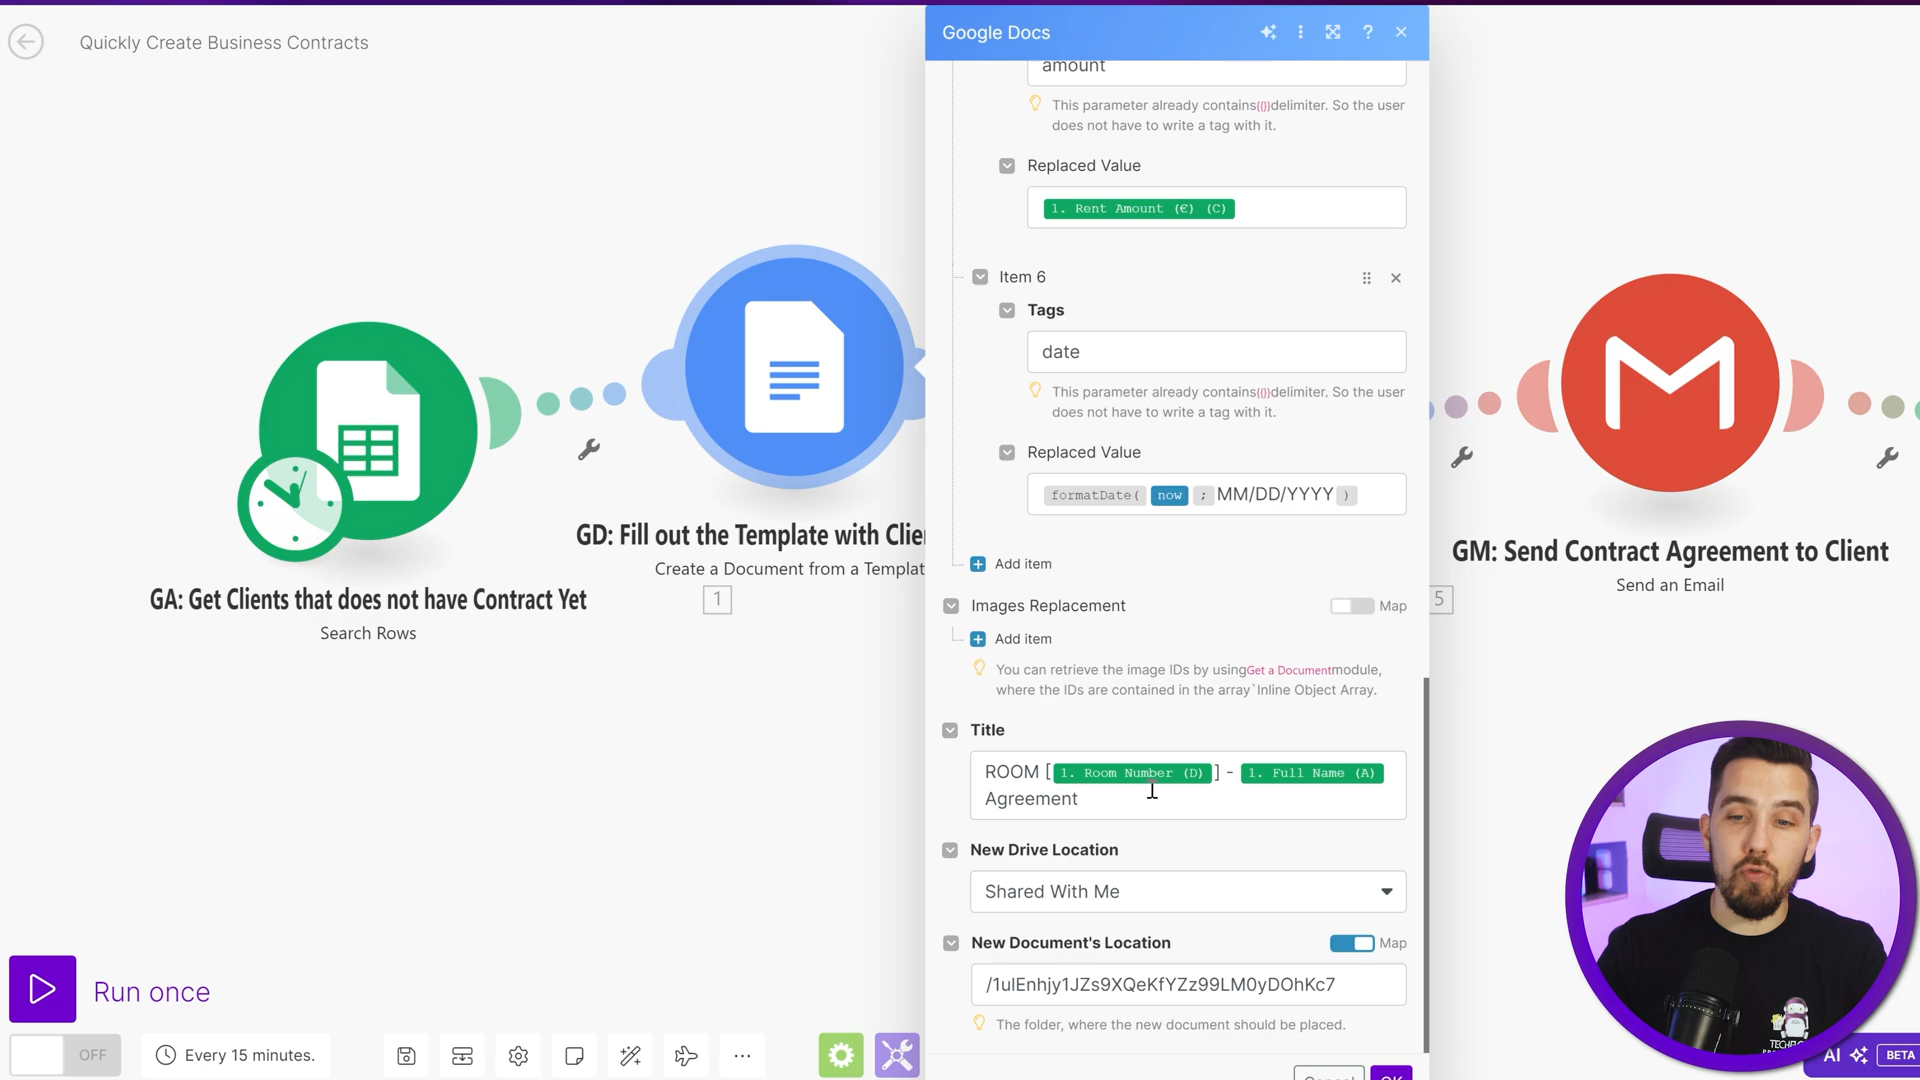 Quickly Create Business Contracts
Google Docs
?
amount
This parameter already contains{{}}delimiter. So the user
does not have to write a tag with it.
Replaced Value
1. Rent Amount (€) (C)
Item 6
Tags
date
This parameter already contains{{}}delimiter. So the user
does not have to write a tag with it.
Replaced Value
formatDate( now ; MM/DD/YYYY )
Add item
Images Replacement
Map
Add item
You can retrieve the image IDs by usingGet a Documentmodule,
where the IDs are contained in the array`Inline Object Array.
Title
ROOM [ 1. Room Number (D) ] - 1. Full Name (A)
Agreement
New Drive Location
Shared With Me
New Document's Location
Map
/1ulEnhjy1JZs9XQeKfYZz99LM0yDOhKc7
The folder, where the new document should be placed.
GA: Get Clients that does not have Contract Yet
Search Rows
GD: Fill out the Template with Clie
Create a Document from a Templat
1
GM: Send Contract Agreement to Client
Send an Email
5
Run once
OFF
Every 15 minutes.
AI
BETA